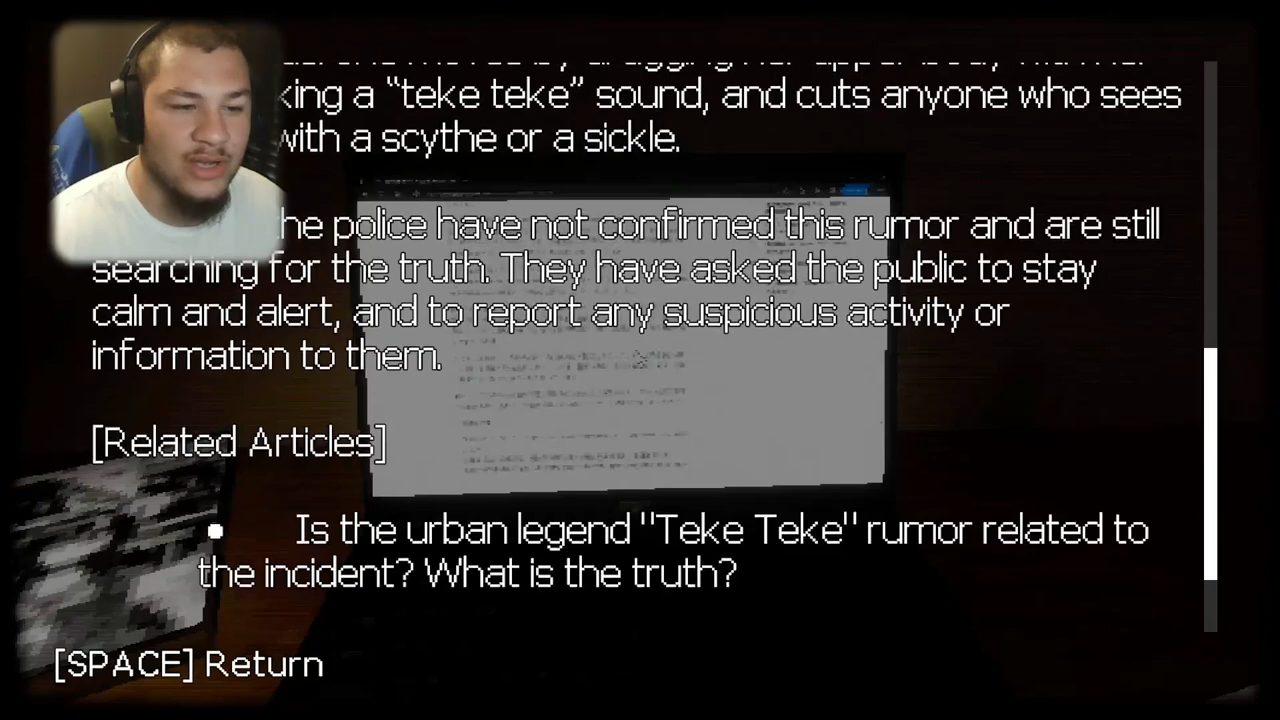 king a “teke teke” sound, and cuts anyone who sees
with a scythe or a sickle.
he police have not confirmed this rumor and are still
searching for the truth. They have asked the public to stay
calm and alert, and to report any suspicious activity or
information to them.
[Related Articles]
• Is the urban legend "Teke Teke" rumor related to
the incident? What is the truth?
[SPACE] Return